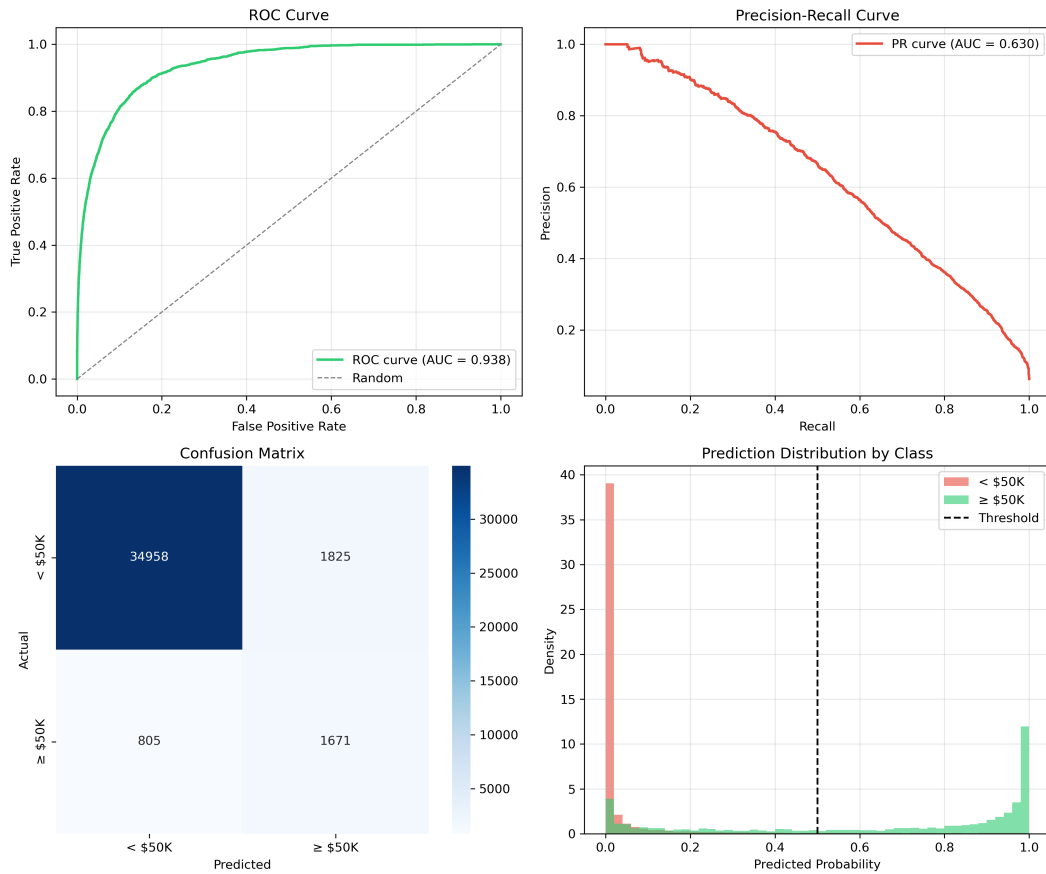 ROC Curve
1.0
0.8
0.6
0.4
0.2
0.0
True Positive Rate
0.0 0.2 0.4 0.6 0.8 1.0
False Positive Rate
ROC curve (AUC = 0.938)
Random
Precision-Recall Curve
1.0
0.8
0.6
0.4
0.2
Precision
0.0 0.2 0.4 0.6 0.8 1.0
Recall
PR curve (AUC = 0.630)
Confusion Matrix
34958 1825
805 1671
< $50K
≥ $50K
Actual
< $50K ≥ $50K
Predicted
30000
25000
20000
15000
10000
5000
Prediction Distribution by Class
40
35
30
25
20
15
10
5
0
Density
0.0 0.2 0.4 0.6 0.8 1.0
Predicted Probability
< $50K
≥ $50K
Threshold